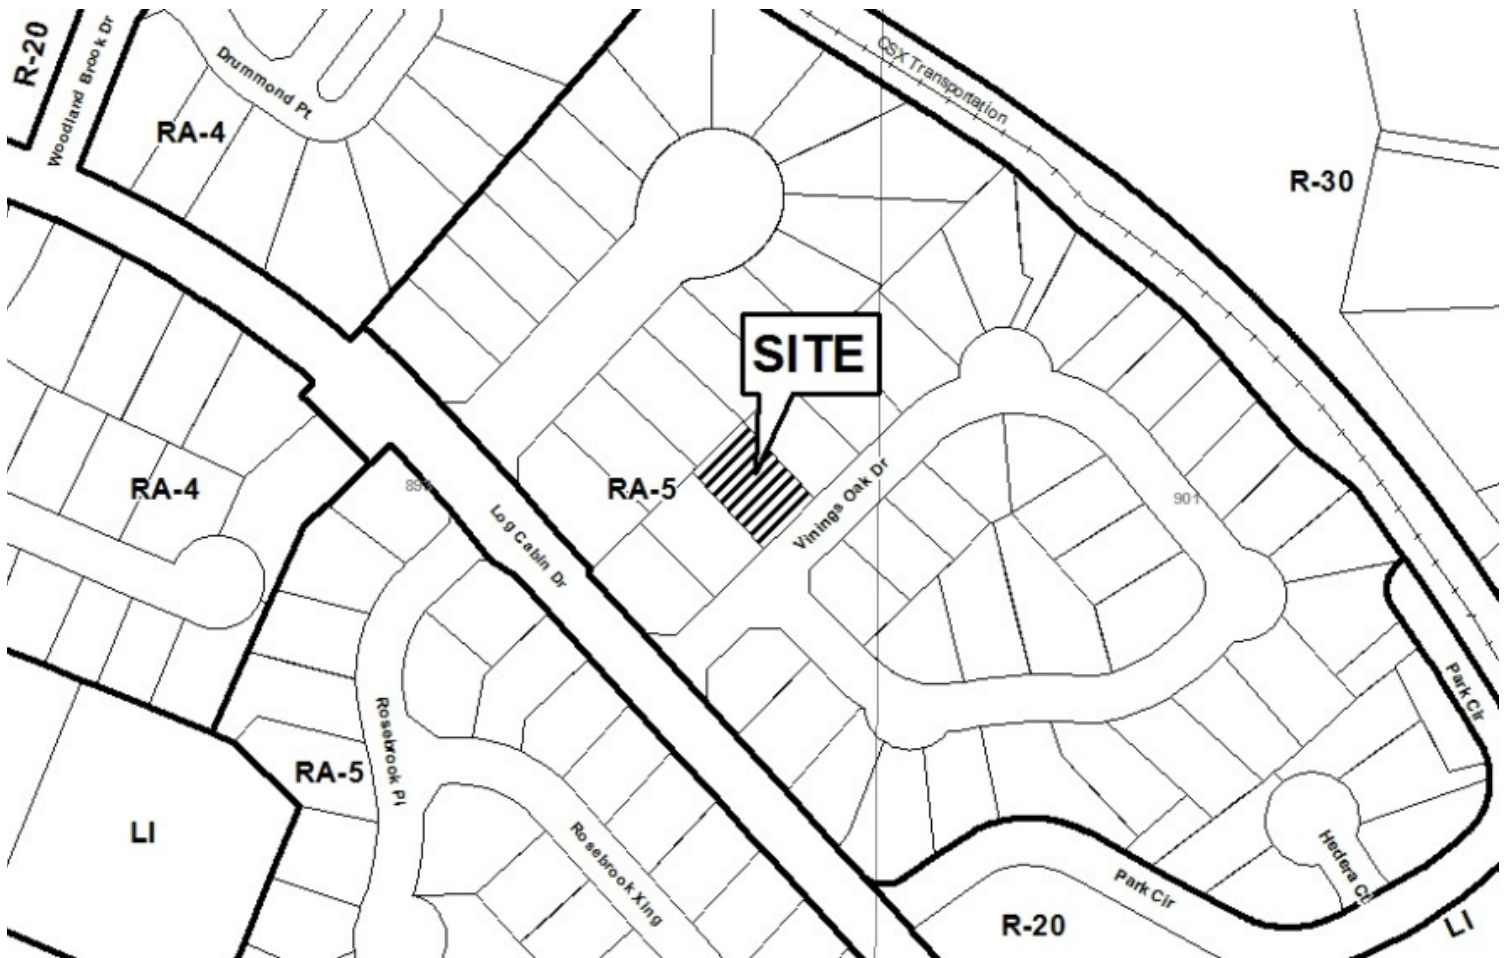 R-20
Woodland Brook Dr
Drummond Pt
CSX Transportation
RA-4
R-30
SITE
RA-4
RA-5
Vinings Oak Dr
901
Log Cabin Dr
Park Cir
Rosebrook Pl
RA-5
LI
Rosebrook Xing
Hedera Ct
Park Cir
R-20
LI